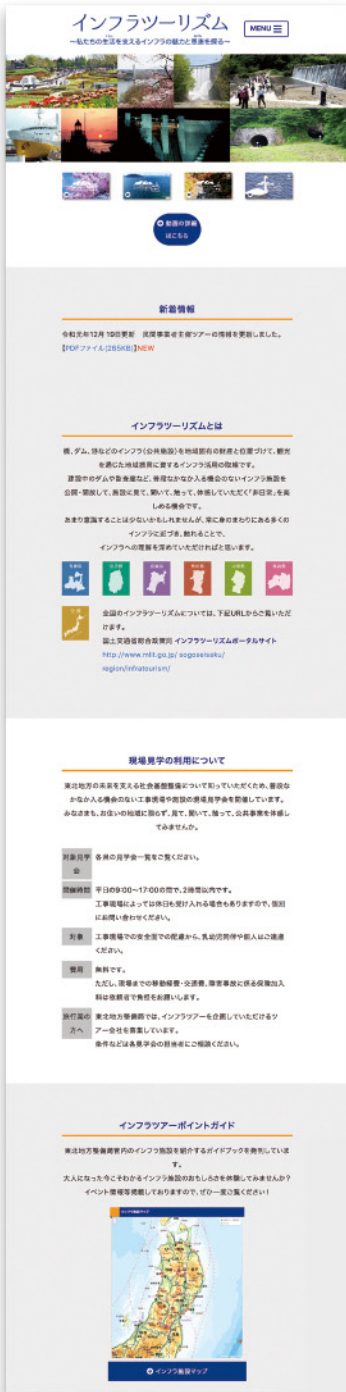 インフラツーリズム
MENU
～私たちの生活を支えるインフラの魅力と恩恵を探る～
動画の詳細
はこちら
新着情報
令和元年12月19日更新　民間事業者主催ツアーの情報を更新しました。
【PDFファイル(265KB)】NEW
インフラツーリズムとは
橋、ダム、港などのインフラ(公共施設)を地域固有の財産と位置づけて、観光
を通じた地域振興に資するインフラ活用の取組です。
建設中のダムや砂倉庫など、普段なかなか入る機会のないインフラ施設を
公開・開放して、施設に見て、聞いて、触って、体感していただく「非日常」を楽
しめる機会です。
あまり意識することは少ないかもしれませんが、常に身のまわりにある多くの
インフラに近づき、触れることで、
インフラへの理解を深めていただければと思います。
青森県
岩手県
宮城県
秋田県
山形県
福島県
全国
全国のインフラツーリズムについては、下記URLからご覧いただ
けます。
国土交通省総合政策局 インフラツーリズムポータルサイト
http://www.mlit.go.jp/ sogoseisaku/
region/infratourism/
現場見学の利用について
東北地方の未来を支える社会基盤整備について知っていただくため、普段な
かなか入る機会のない工事現場や施設の現場見学会を開催しています。
みなさまも、お住いの地域に限らず、見て、聞いて、触って、公共事業を体感し
てみませんか。
対象見学会
各県の見学会一覧をご覧ください。
開催時間
平日の9:00～17:00の間で、2時間以内です。
工事現場によっては休日も受け入れる場合もありますので、個別
にお問い合わせください。
対象
工事現場での安全面での配慮から、乳幼児同伴や個人はご遠慮
ください。
費用
無料です。
ただし、現場までの移動経費・交通費、障害事故に係る保険加入
料は依頼者で負担をお願いします。
旅行業の方へ
東北地方整備局では、インフラツアーを企画していただけるツ
アー会社を募集しています。
条件などは各見学会の担当者にご相談ください。
インフラツアーポイントガイド
東北地方整備局管内のインフラ施設を紹介するガイドブックを発刊していま
す。
大人になった今こそわかるインフラ施設のおもしろさを体験してみませんか？
イベント情報等掲載しておりますので、ぜひ一度ご覧ください！
インフラ施設マップ
インフラ施設マップ